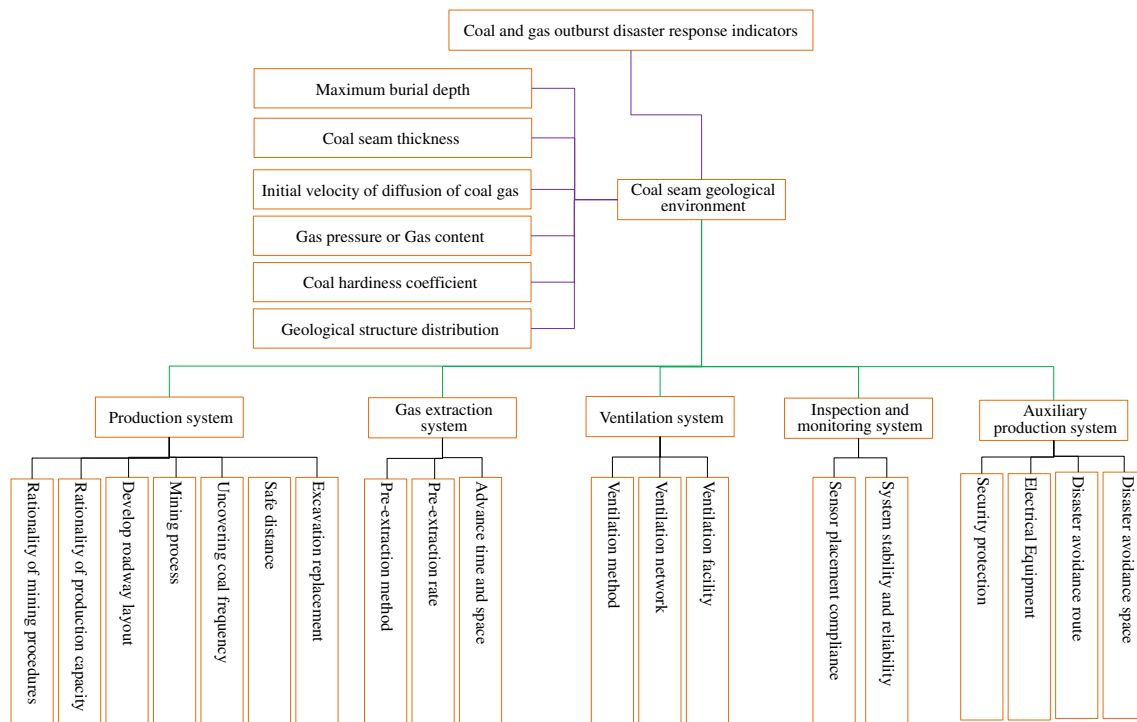 Coal and gas outburst disaster response indicators
Maximum burial depth
Coal seam thickness
Initial velocity of diffusion of coal gas
Gas pressure or Gas content
Coal hardiness coefficient
Geological structure distribution
Coal seam geological
environment
Production system
Gas extraction
system
Ventilation system
Inspection and
monitoring system
Auxiliary
production system
Rationality of mining procedures
Rationality of production capacity
Develop roadway layout
Mining process
Uncovering coal frequency
Safe distance
Excavation replacement
Pre-extraction method
Pre-extraction rate
Advance time and space
Ventilation method
Ventilation network
Ventilation facility
Sensor placement compliance
System stability and reliability
Security protection
Electrical Equipment
Disaster avoidance route
Disaster avoidance space